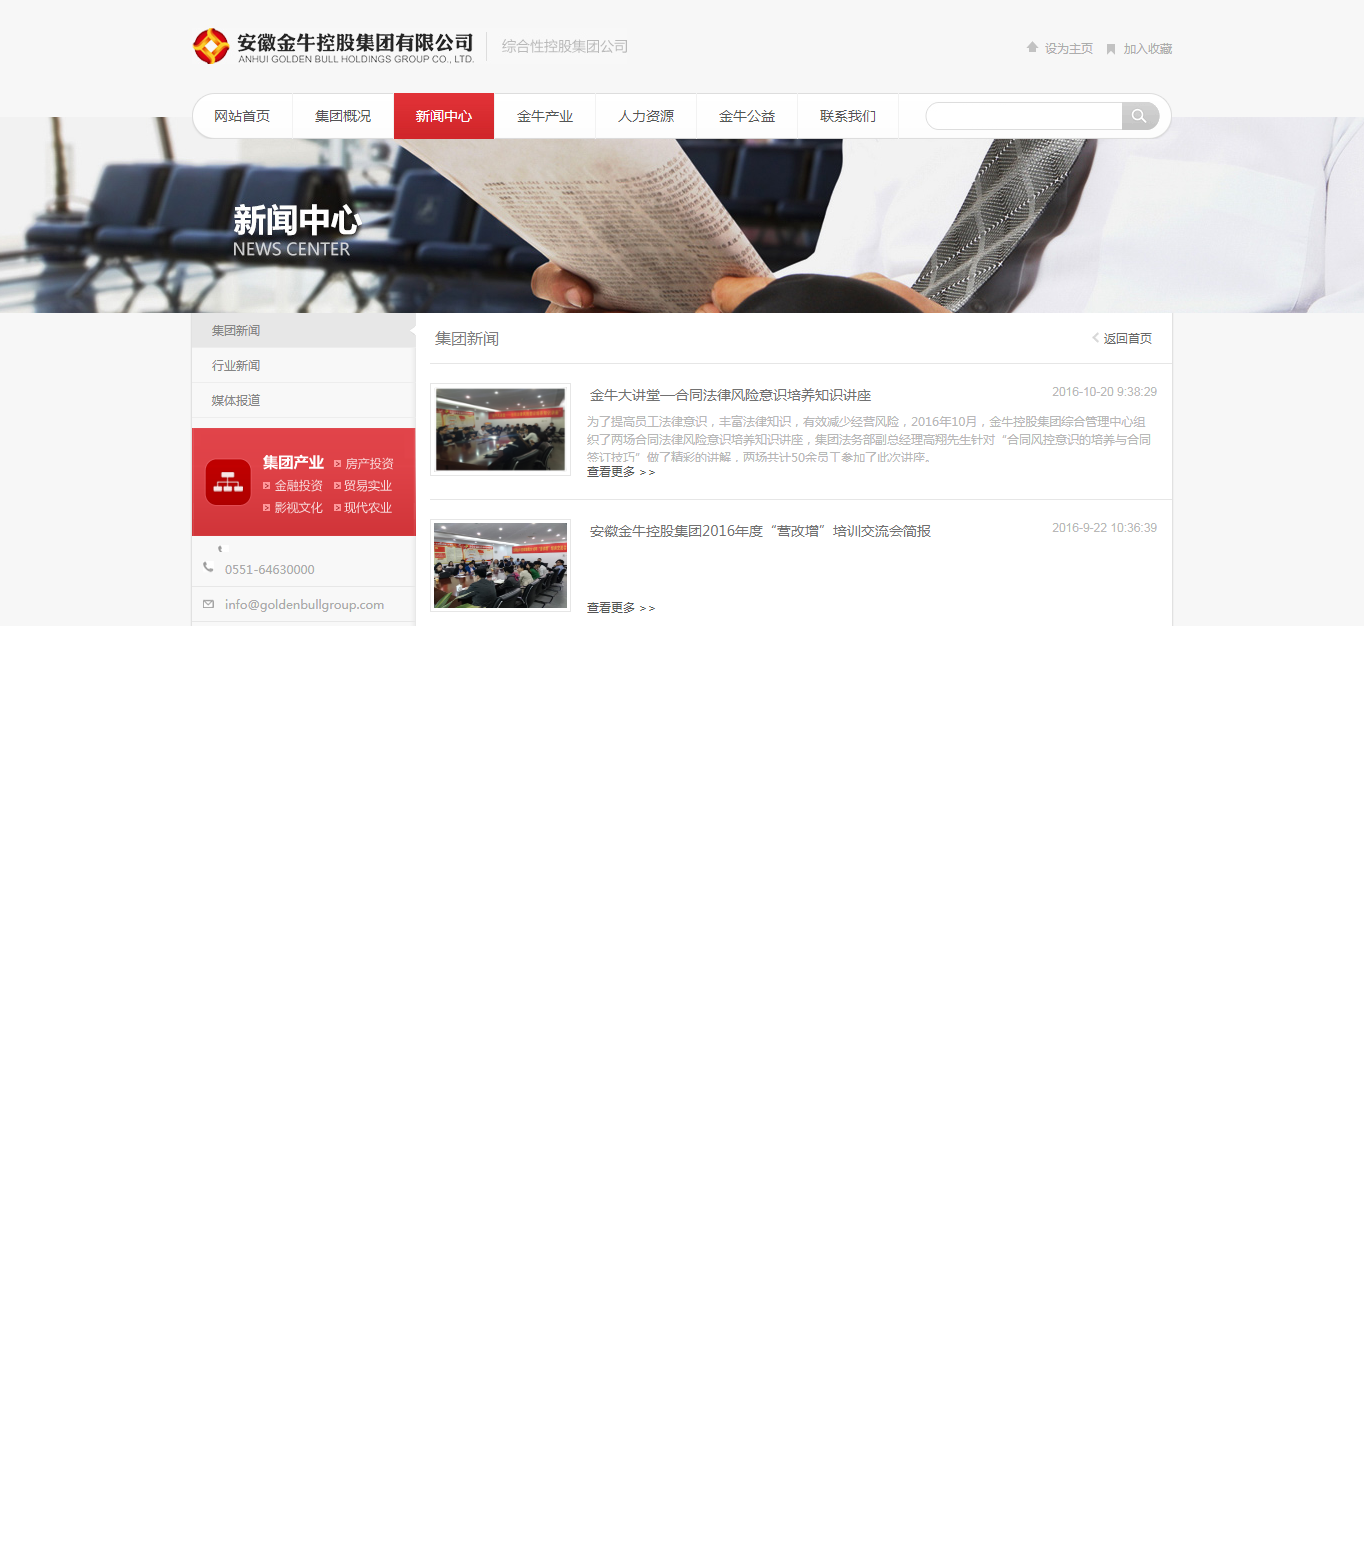 安徽金牛控股集团有限公司
ANHUI GOLDEN BULL HOLDINGS GROUP CO., LTD.
综合性控股集团公司
设为主页
加入收藏
网站首页
集团概况
新闻中心
金牛产业
人力资源
金牛公益
联系我们
新闻中心
NEWS CENTER
集团新闻
行业新闻
媒体报道
集团产业
房产投资
金融投资
贸易实业
影视文化
现代农业
0551-64630000
info@goldenbullgroup.com
集团新闻
返回首页
金牛大讲堂—合同法律风险意识培养知识讲座
2016-10-20 9:38:29
为了提高员工法律意识，丰富法律知识，有效减少经营风险，2016年10月，金牛控股集团综合管理中心组
织了两场合同法律风险意识培养知识讲座，集团法务部副总经理高翔先生针对“合同风控意识的培养与合同
签订技巧”做了精彩的讲解，两场共计50余员工参加了此次讲座。
查看更多 >>
安徽金牛控股集团2016年度“营改增”培训交流会简报
2016-9-22 10:36:39
查看更多 >>